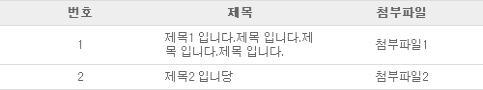 번호 제목 첨부파일
1 제목1 입니다.제목 입니다.제
목 입니다.제목 입니다. 첨부파일1
2 제목2 입니당 첨부파일2